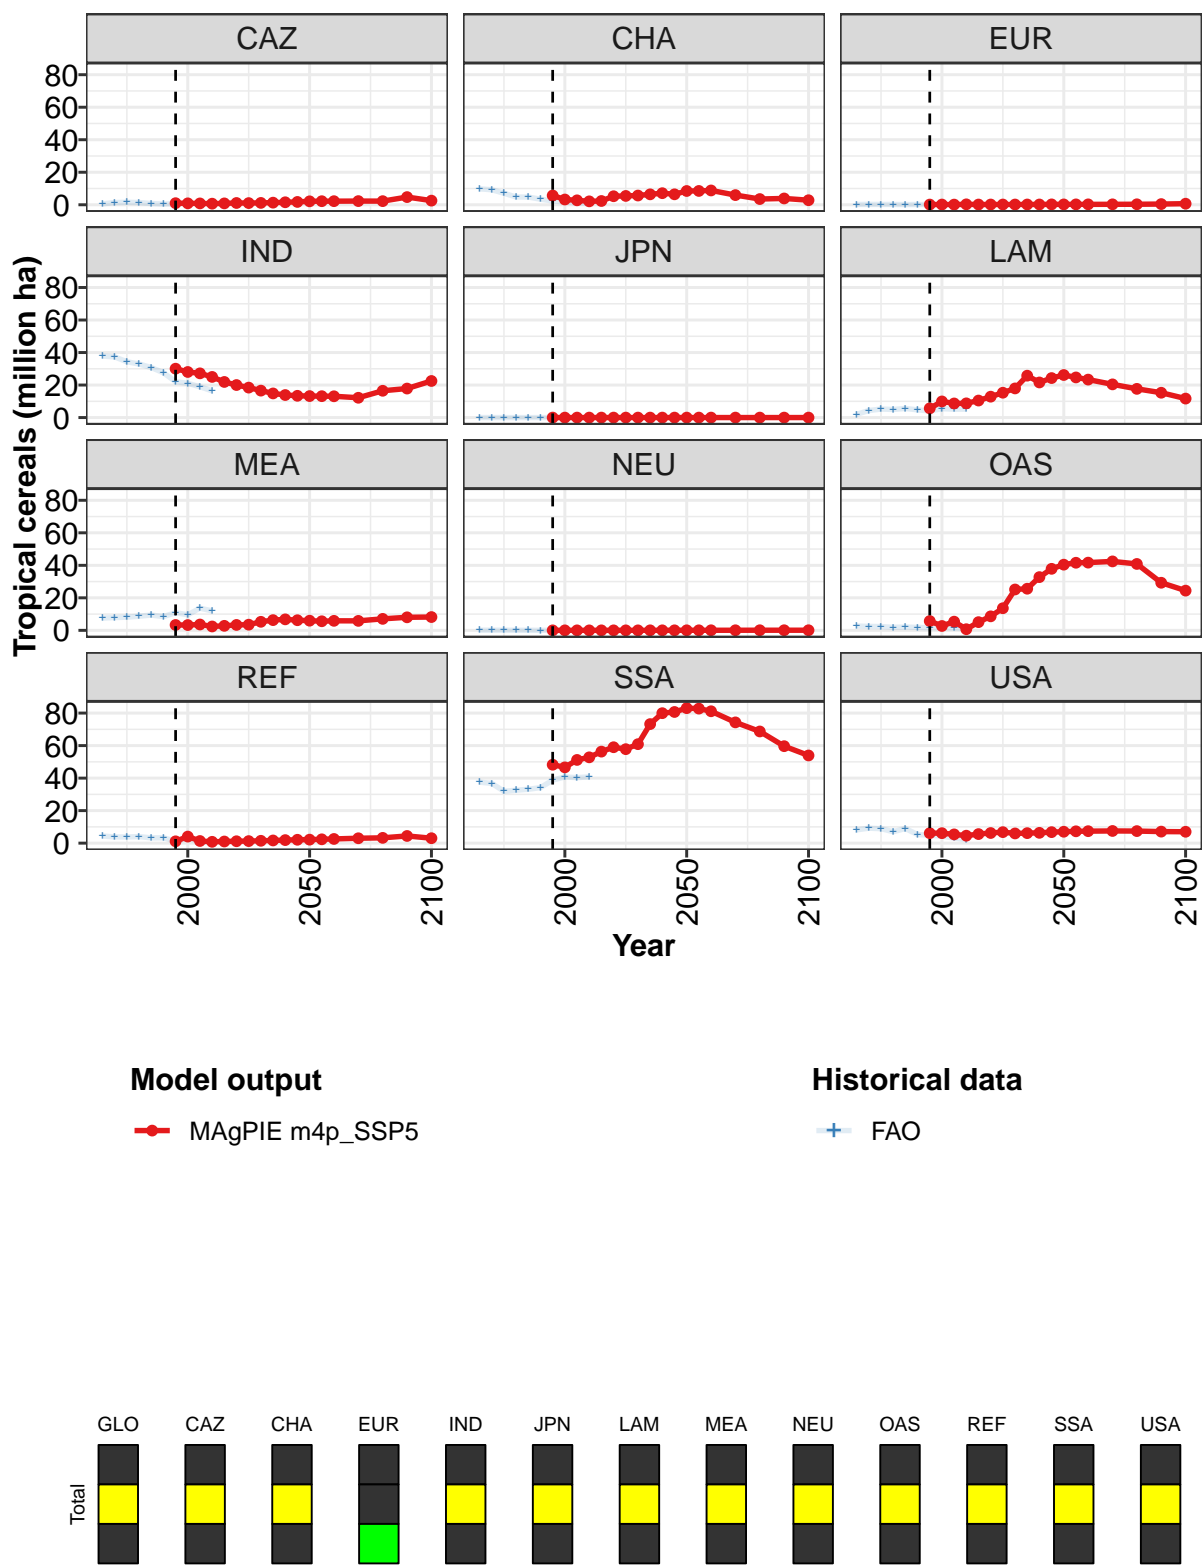 CAZ CHA EUR
80
60
40
20
0
IND JPN LAM
80
60
40
20
0
MEA NEU OAS
80
60
40
20
0
REF SSA USA
80
60
40
20
0
Tropical cereals (million ha)
2000 2050 2100 2000 2050 2100 2000 2050 2100
Year
Model output Historical data
MAgPIE m4p_SSP5 FAO
GLO CAZ CHA EUR IND JPN LAM MEA NEU OAS REF SSA USA
Total